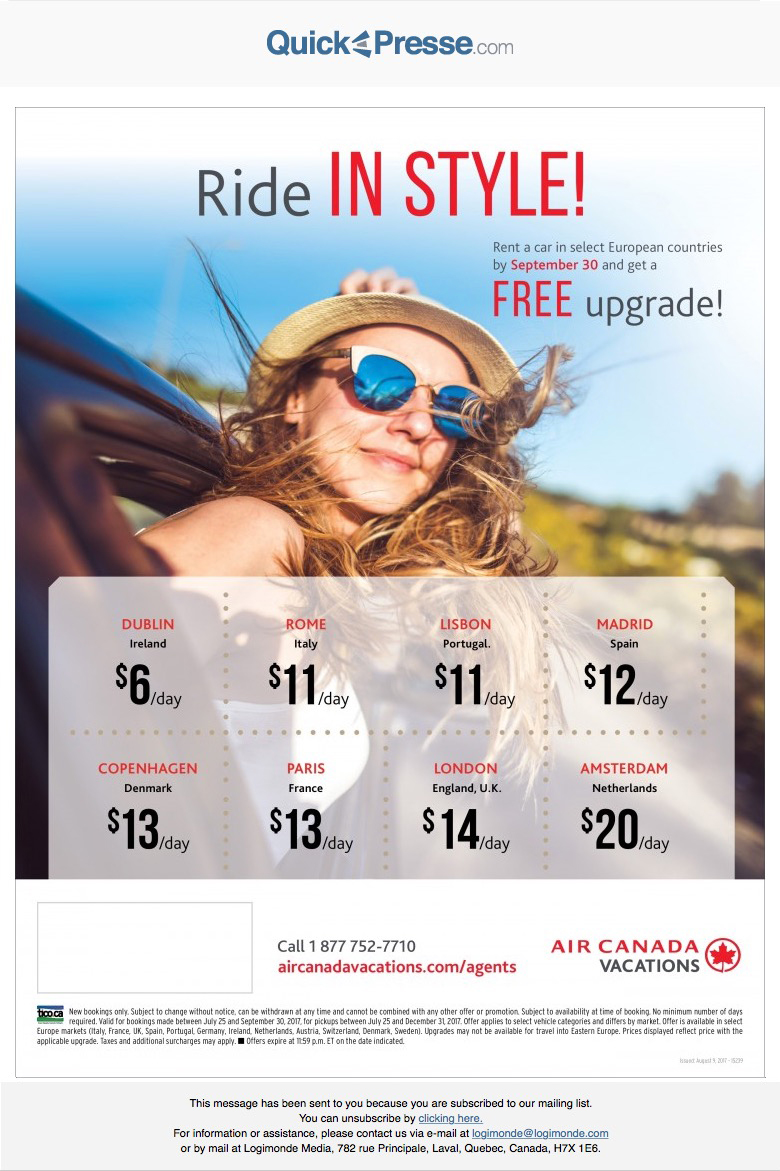 QuickPresse.com
Ride IN STYLE!
Rent a car in select European countries
by September 30 and get a
FREE upgrade!
DUBLIN
Ireland
$6/day
ROME
Italy
$11/day
LISBON
Portugal.
$11/day
MADRID
Spain
$12/day
COPENHAGEN
Denmark
$13/day
PARIS
France
$13/day
LONDON
England, U.K.
$14/day
AMSTERDAM
Netherlands
$20/day
Call 1 877 752-7710
aircanadavacations.com/agents
AIR CANADA
VACATIONS
tico.ca
New bookings only. Subject to change without notice, can be withdrawn at any time and cannot be combined with any other offer or promotion. Subject to availability at time of booking. No minimum number of days
required. Valid for bookings made between July 25 and September 30, 2017, for pickups between July 25 and December 31, 2017. Offer applies to select vehicle categories and differs by market. Offer is available in select
Europe markets (Italy, France, UK, Spain, Portugal, Germany, Ireland, Netherlands, Austria, Switzerland, Denmark, Sweden). Upgrades may not be available for travel into Eastern Europe. Prices displayed reflect price with the
applicable upgrade. Taxes and additional surcharges may apply. ■ Offers expire at 11:59 p.m. ET on the date indicated.
Issued: August 9, 2017 - 15239
This message has been sent to you because you are subscribed to our mailing list.
You can unsubscribe by clicking here.
For information or assistance, please contact us via e-mail at logimonde@logimonde.com
or by mail at Logimonde Media, 782 rue Principale, Laval, Quebec, Canada, H7X 1E6.